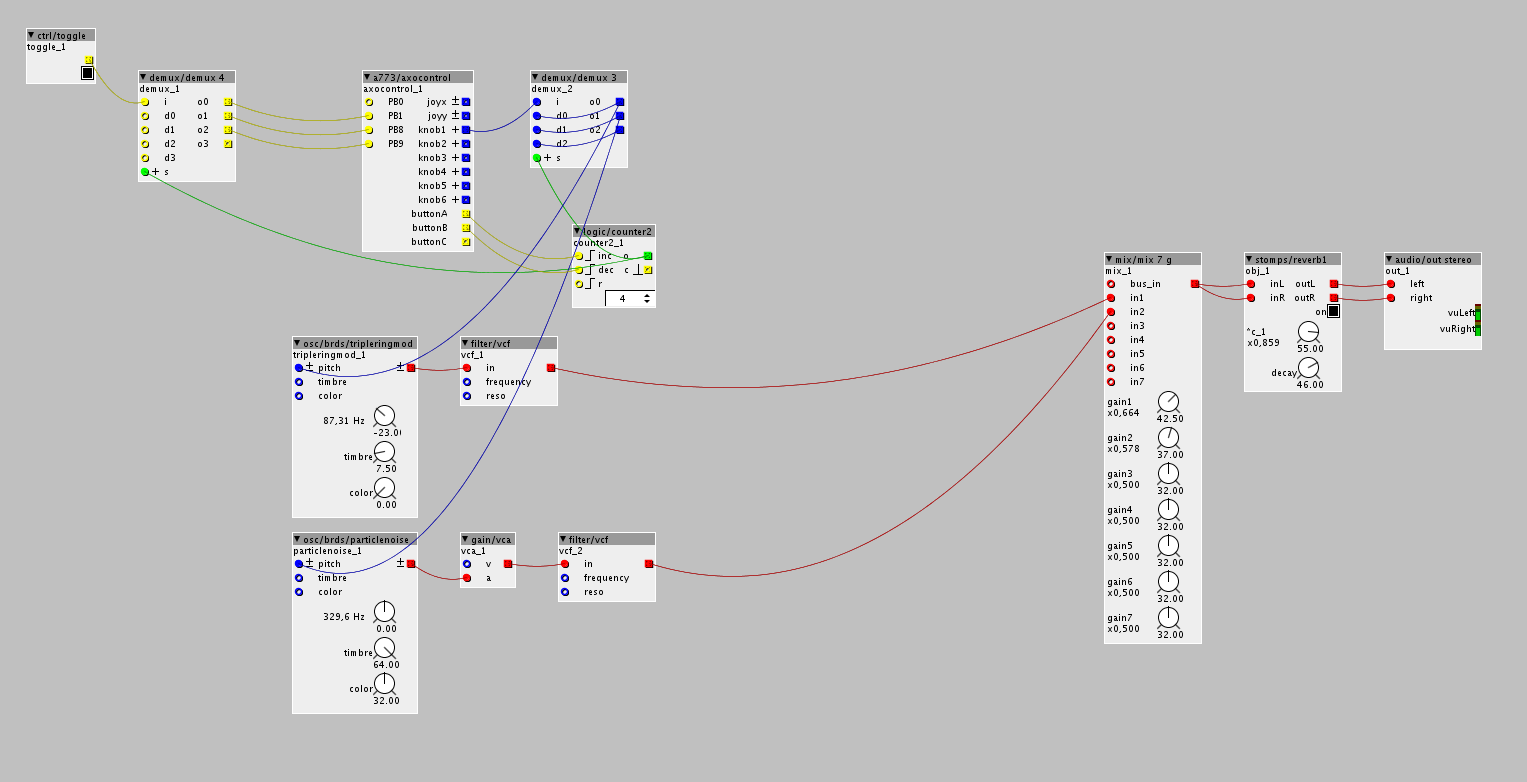 ctrl/toggle
toggle_1
demux/demux 4
demux_1
i o0
d0 o1
d1 o2
d2 o3
d3
+ s
a773/axocontrol
axocontrol_1
PB0 joyx ±
PB1 joyy ±
PB8 knob1 +
PB9 knob2 +
knob3 +
knob4 +
knob5 +
knob6 +
buttonA
buttonB
buttonC
demux/demux 3
demux_2
i o0
d0 o1
d1 o2
d2
+ s
logic/counter2
counter2_1
inc o
dec c
r
4
osc/brds/tripleringmod
tripleringmod_1
± pitch ±
timbre
color
87,31 Hz
-23.00
timbre
7.50
color
0.00
filter/vcf
vcf_1
in
frequency
reso
osc/brds/particlenoise
particlenoise_1
± pitch ±
timbre
color
329,6 Hz
0.00
timbre
64.00
color
32.00
gain/vca
vca_1
v
a
filter/vcf
vcf_2
in
frequency
reso
mix/mix 7 g
mix_1
bus_in
in1
in2
in3
in4
in5
in6
in7
gain1
x0,664
42.50
gain2
x0,578
37.00
gain3
x0,500
32.00
gain4
x0,500
32.00
gain5
x0,500
32.00
gain6
x0,500
32.00
gain7
x0,500
32.00
stomps/reverb1
obj_1
inL outL
inR outR
on
*c_1
x0,859
55.00
decay
46.00
audio/out stereo
out_1
left
right
vuLeft
vuRight